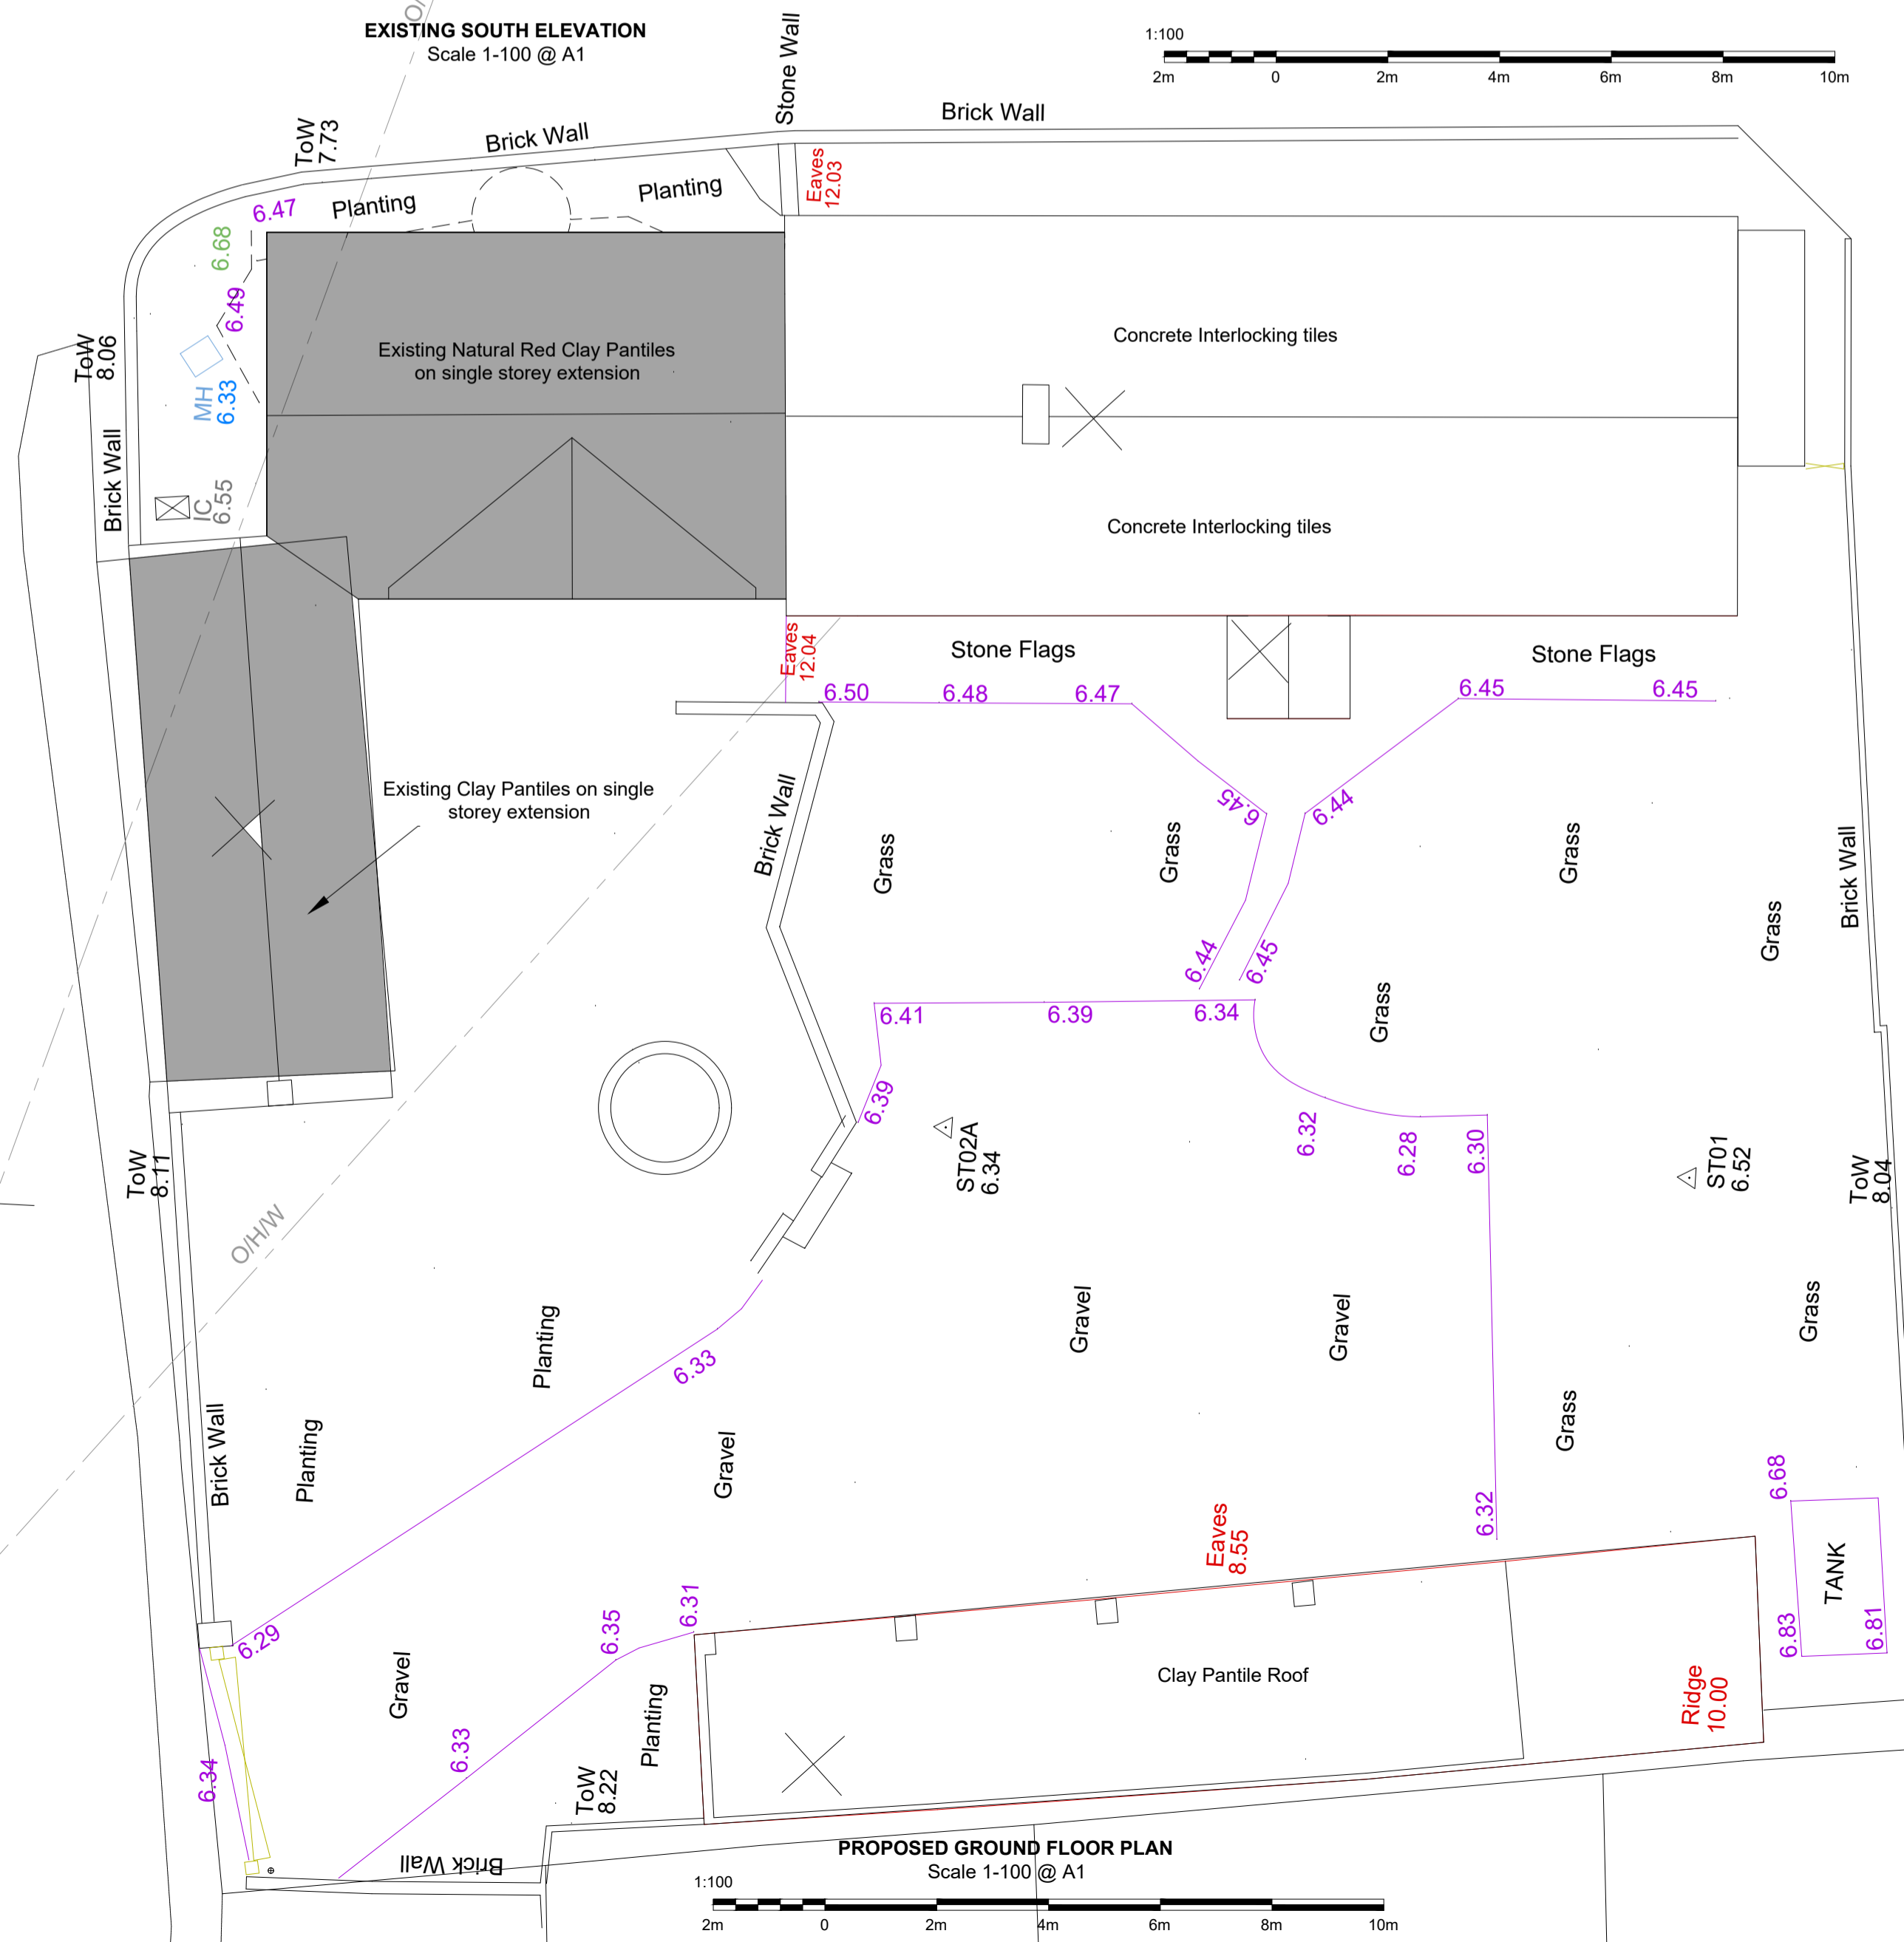 EXISTING SOUTH ELEVATION
Scale 1-100 @ A1
O/
Stone Wall
1:100
2m 0 2m 4m 6m 8m 10m
Brick Wall
Brick Wall
ToW
7.73
Planting
Planting
Eaves
12.03
6.47
6.68
6.49
ToW
8.06
MH
6.33
Existing Natural Red Clay Pantiles
on single storey extension
Concrete Interlocking tiles
Brick Wall
IC
6.55
Concrete Interlocking tiles
Eaves
12.04
Stone Flags
Stone Flags
6.50
6.48
6.47
6.45
6.45
Existing Clay Pantiles on single
storey extension
Brick Wall
6.45
6.44
Grass
Grass
Grass
Grass
Brick Wall
6.44
6.45
6.41
6.39
6.34
Grass
6.39
ST02A
6.34
6.32
6.28
6.30
ST01
6.52
ToW
8.04
ToW
8.11
O/H/W
Planting
Gravel
Gravel
Grass
6.33
Brick Wall
Planting
Gravel
Grass
6.68
6.32
Eaves
8.55
TANK
6.83
6.81
6.29
6.35
6.31
Gravel
Planting
Clay Pantile Roof
Ridge
10.00
6.34
6.33
ToW
8.22
Brick Wall
PROPOSED GROUND FLOOR PLAN
Scale 1-100 @ A1
1:100
2m 0 2m 4m 6m 8m 10m